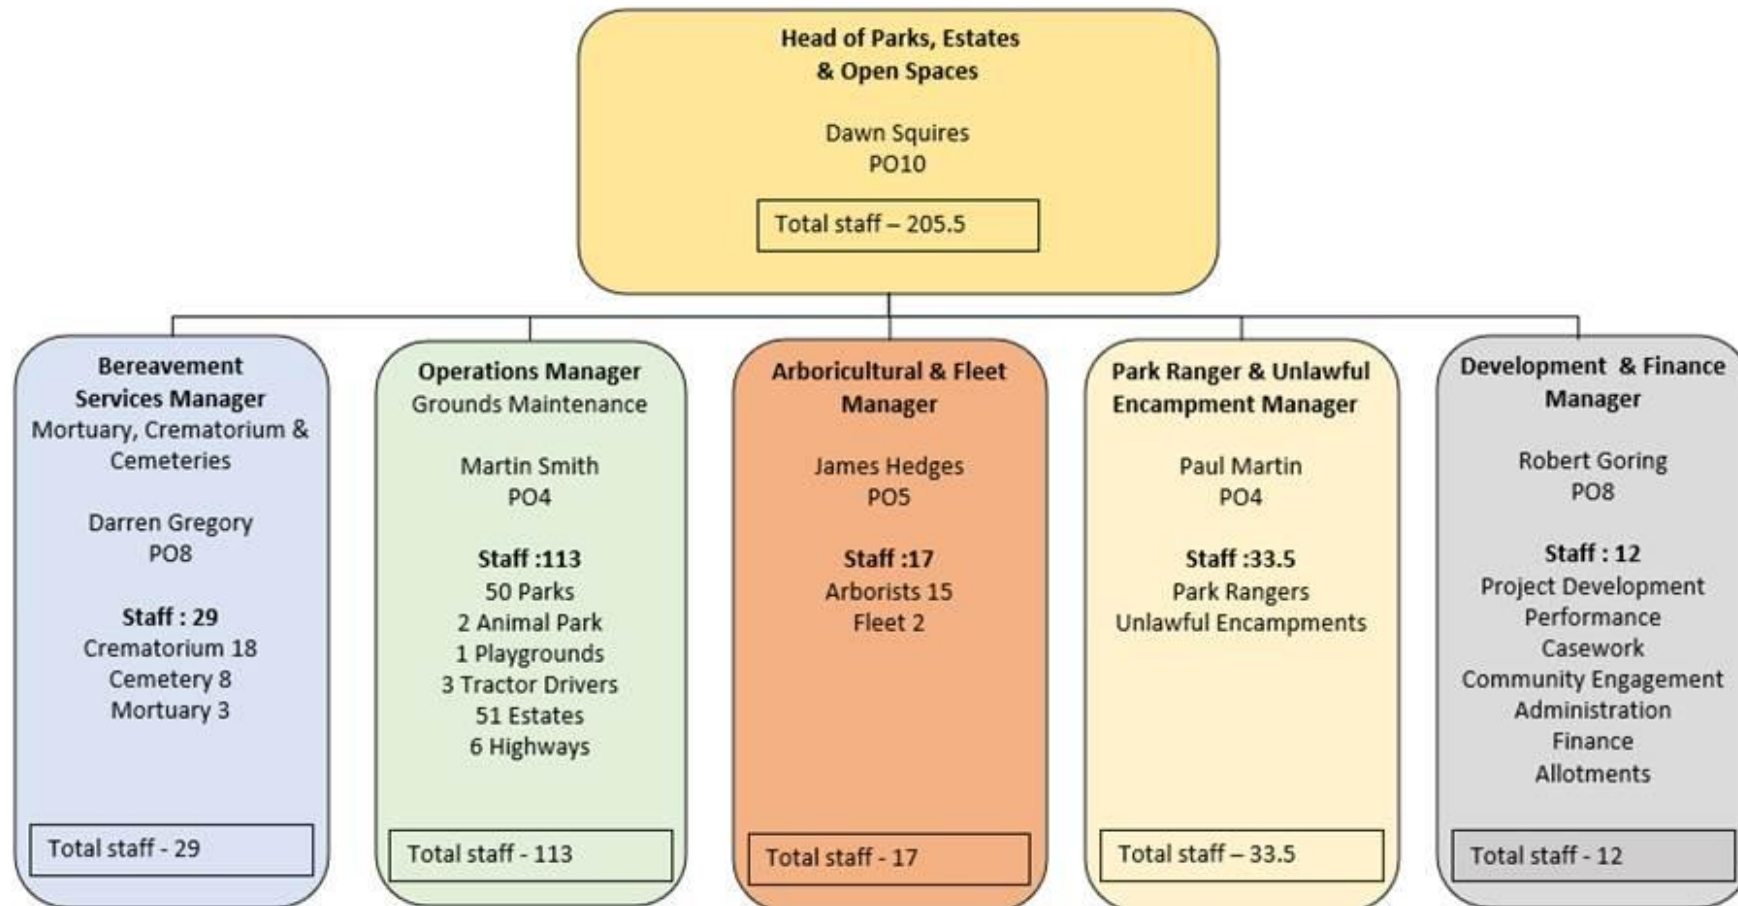 Head of Parks, Estates
& Open Spaces
Dawn Squires
PO10
Total staff – 205.5
Bereavement
Services Manager
Mortuary, Crematorium &
Cemeteries
Darren Gregory
PO8
Staff : 29
Crematorium 18
Cemetery 8
Mortuary 3
Total staff - 29
Operations Manager
Grounds Maintenance
Martin Smith
PO4
Staff :113
50 Parks
2 Animal Park
1 Playgrounds
3 Tractor Drivers
51 Estates
6 Highways
Total staff - 113
Arboricultural & Fleet
Manager
James Hedges
PO5
Staff :17
Arborists 15
Fleet 2
Total staff - 17
Park Ranger & Unlawful
Encampment Manager
Paul Martin
PO4
Staff :33.5
Park Rangers
Unlawful Encampments
Total staff – 33.5
Development & Finance
Manager
Robert Goring
PO8
Staff : 12
Project Development
Performance
Casework
Community Engagement
Administration
Finance
Allotments
Total staff - 12